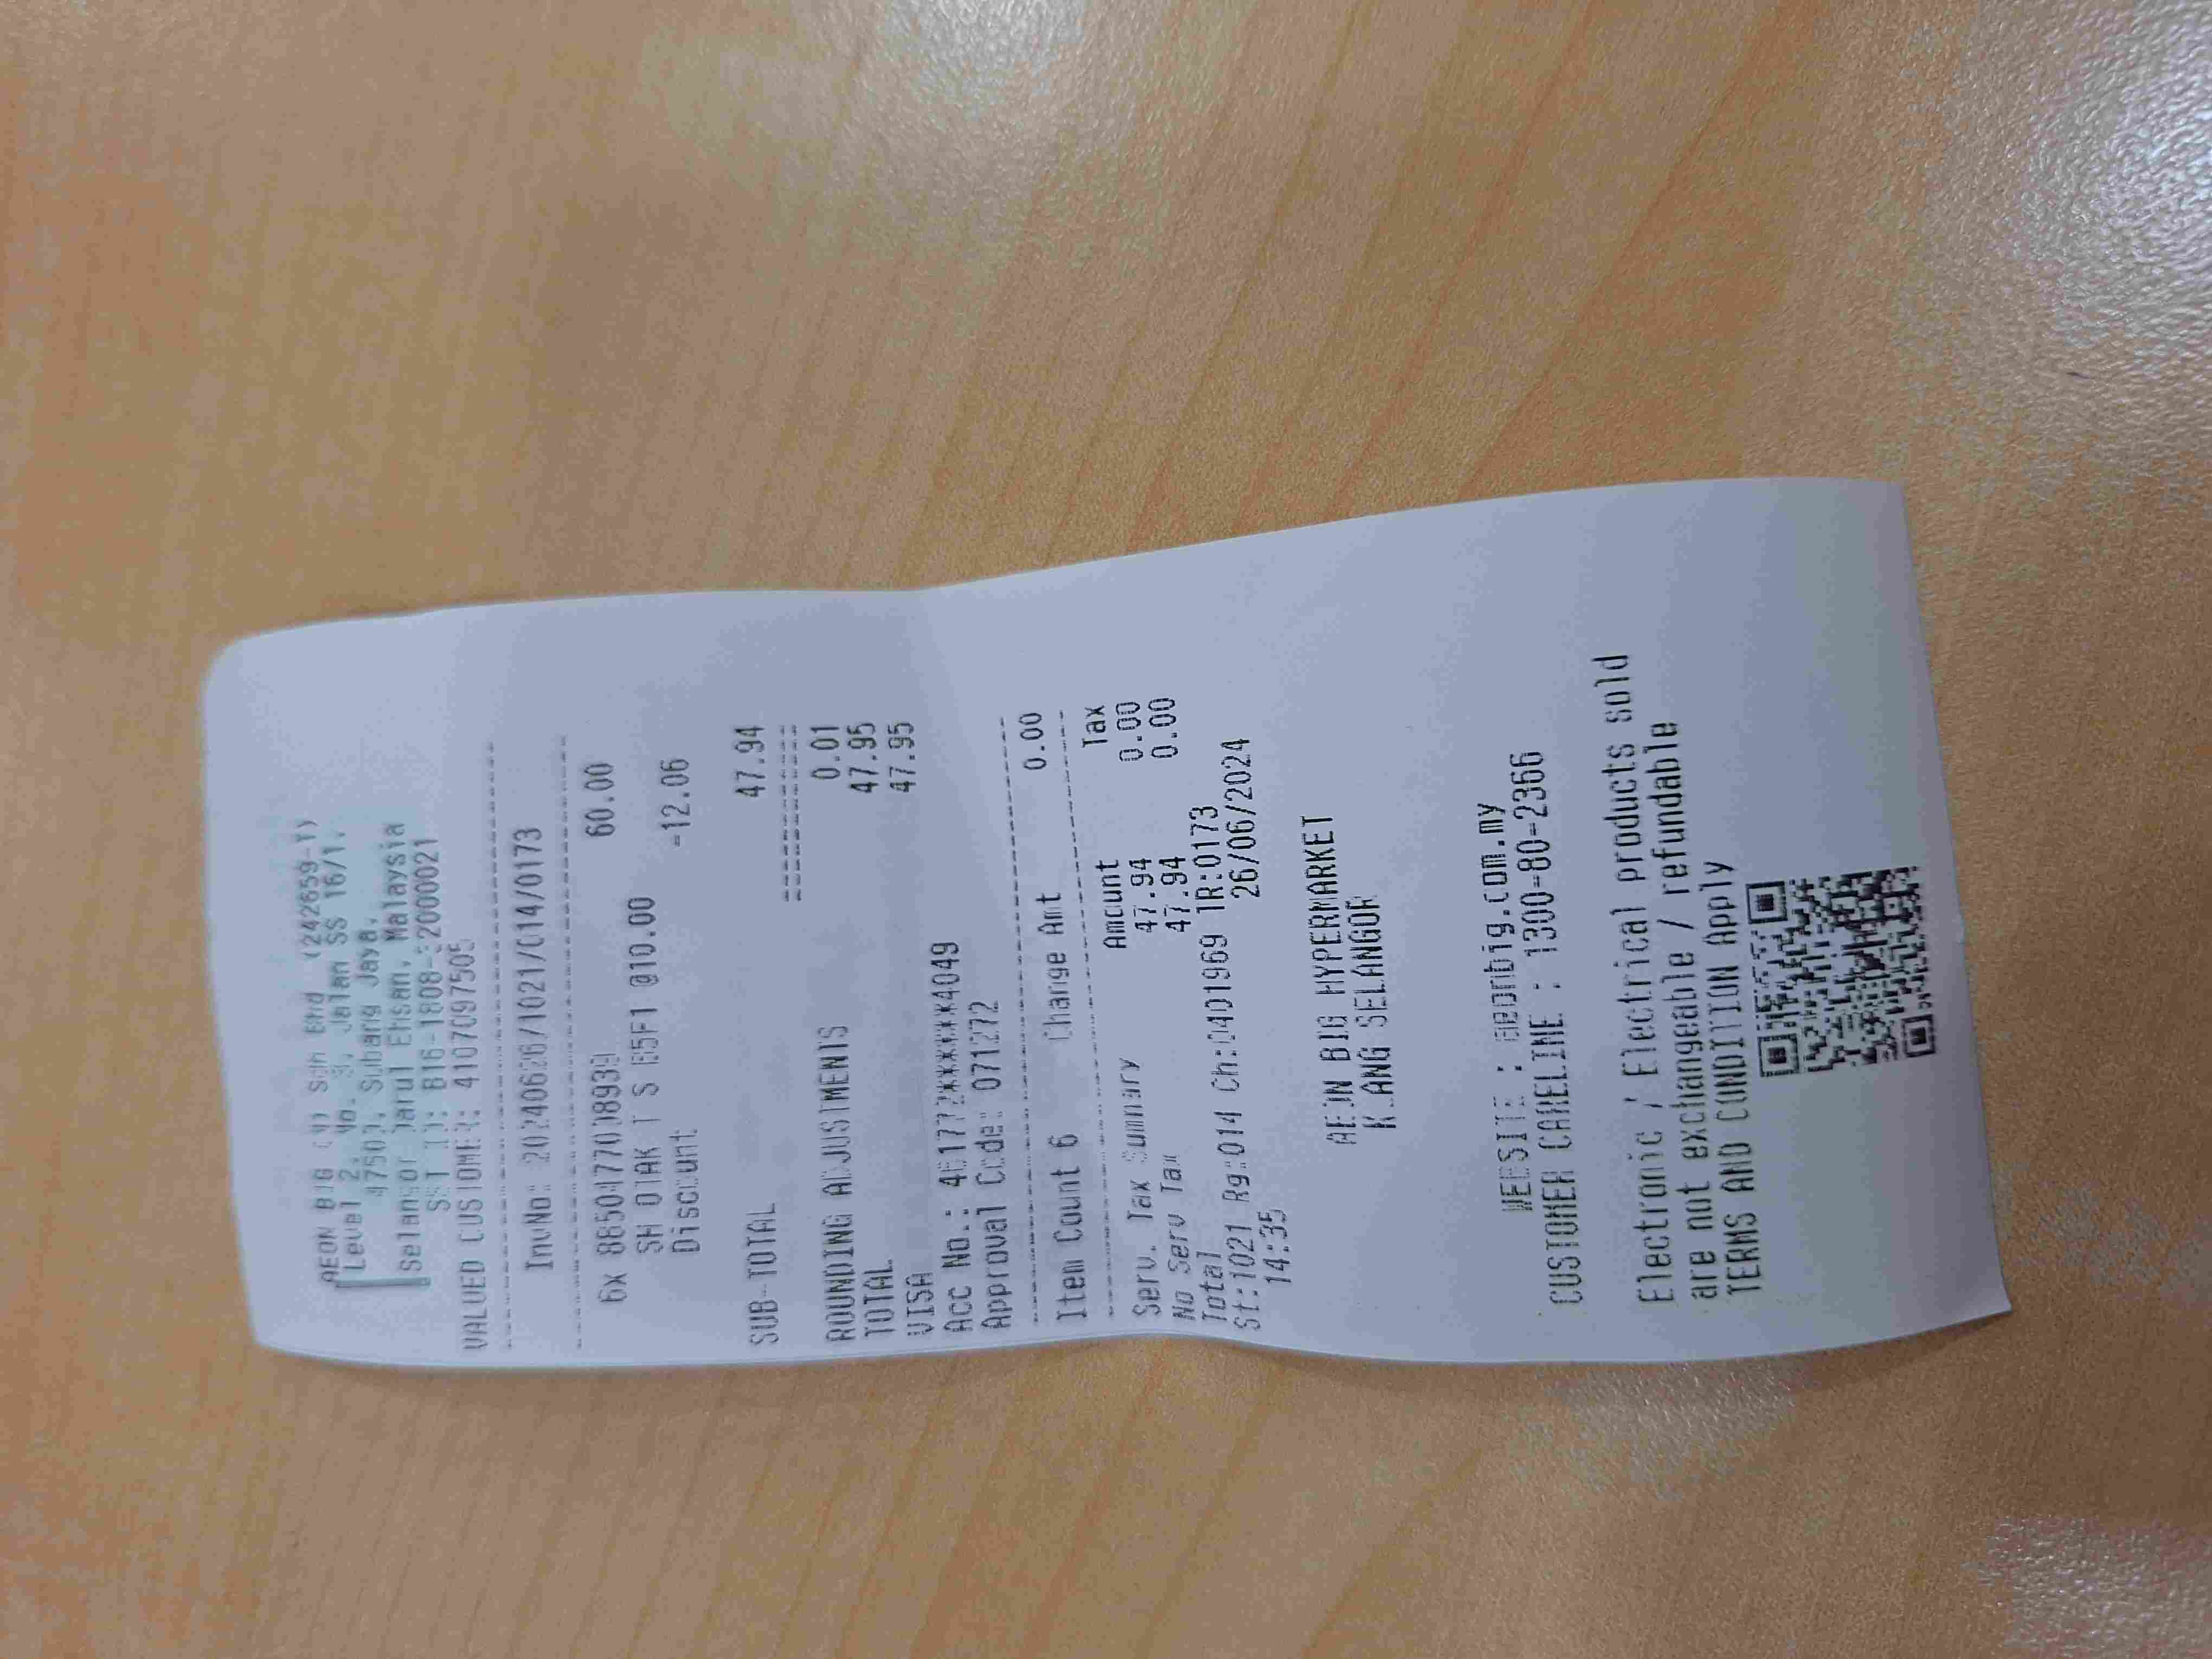 AEON BIG (M) Sdn Bhd (242659-T)
Level 2, No. 3, Jalan SS 16/1,
47500, Subang Jaya,
Selangor Darul Ehsan, Malaysia
SST ID: B16-1808-32000021
VALUED CUSTOMER: 4107097505
InvNo: 20240626/1021/014/0173
6x 60.00
SH OTAK T S B5F1 @10.00
Discount -12.06
SUB-TOTAL 47.94
ROUNDING ADJUSTMENTS 0.01
TOTAL 47.95
VISA 47.95
Acc No.:
Approval Code: 071272
Item Count 6 Change Amt 0.00
Serv. Tax Summary Amount Tax
No Serv Tax 47.94 0.00
Total 47.94 0.00
St:1021 Rg:014 Ch:0401969 TR:0173
14:35 26/06/2024
AEON BIG HYPERMARKET
KLANG SELANGOR
WEBSITE : aeonbig.com.my
CUSTOMER CARELINE : 1300-80-2366
Electronic / Electrical products sold
are not exchangeable / refundable
TERMS AND CONDITION Apply